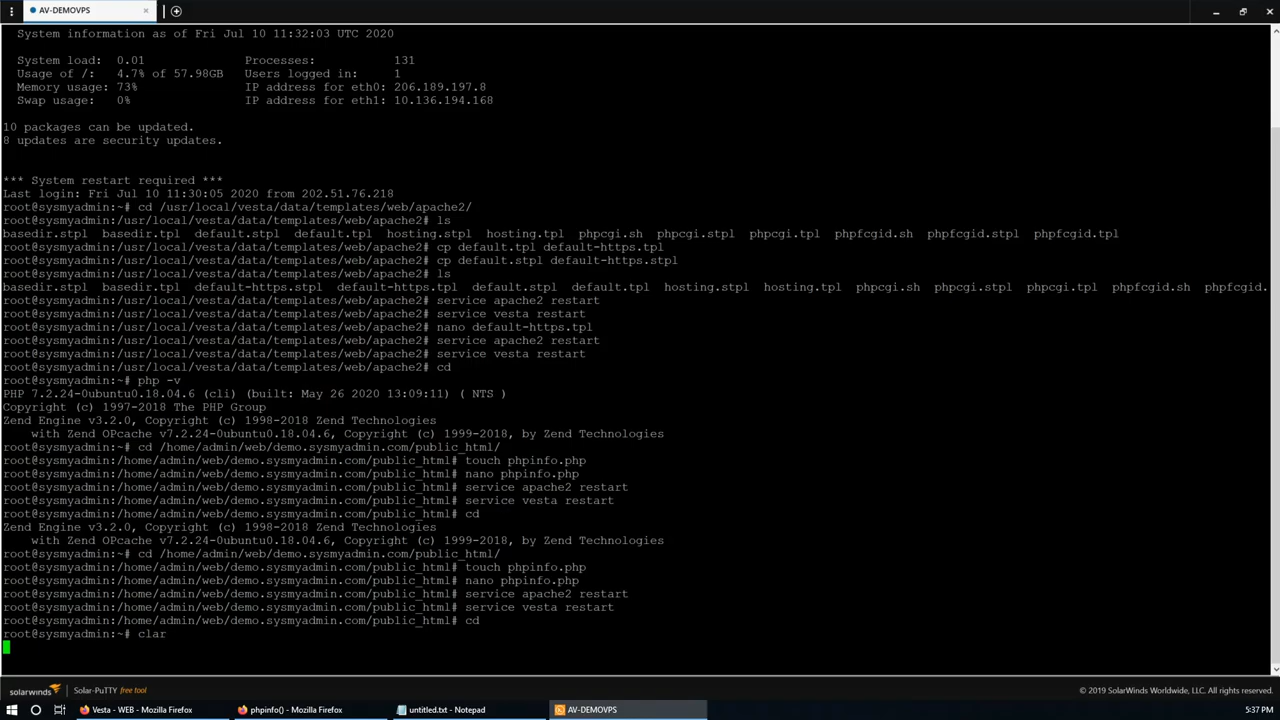 AV-DEMOVPS
System information as of Fri Jul 10 11:32:03 UTC 2020
System load: 0.01 Processes: 131
Usage of /: 4.7% of 57.98GB Users logged in: 1
Memory usage: 73% IP address for eth0: 206.189.197.8
Swap usage: 0% IP address for eth1: 10.136.194.168
10 packages can be updated.
8 updates are security updates.
*** System restart required ***
Last login: Fri Jul 10 11:30:05 2020 from 202.51.76.218
root@sysmyadmin:~# cd /usr/local/vesta/data/templates/web/apache2/
root@sysmyadmin:/usr/local/vesta/data/templates/web/apache2# ls
basedir.stpl basedir.tpl default.stpl default.tpl hosting.stpl hosting.tpl phpcgi.sh phpcgi.stpl phpcgi.tpl phpfcgid.sh phpfcgid.stpl phpfcgid.tpl
root@sysmyadmin:/usr/local/vesta/data/templates/web/apache2# cp default.tpl default-https.tpl
root@sysmyadmin:/usr/local/vesta/data/templates/web/apache2# cp default.stpl default-https.stpl
root@sysmyadmin:/usr/local/vesta/data/templates/web/apache2# ls
basedir.stpl basedir.tpl default-https.stpl default-https.tpl default.stpl default.tpl hosting.stpl hosting.tpl phpcgi.sh phpcgi.stpl phpcgi.tpl phpfcgid.sh phpfcgid.
root@sysmyadmin:/usr/local/vesta/data/templates/web/apache2# service apache2 restart
root@sysmyadmin:/usr/local/vesta/data/templates/web/apache2# service vesta restart
root@sysmyadmin:/usr/local/vesta/data/templates/web/apache2# nano default-https.tpl
root@sysmyadmin:/usr/local/vesta/data/templates/web/apache2# service apache2 restart
root@sysmyadmin:/usr/local/vesta/data/templates/web/apache2# service vesta restart
root@sysmyadmin:/usr/local/vesta/data/templates/web/apache2# cd
root@sysmyadmin:~# php -v
PHP 7.2.24-0ubuntu0.18.04.6 (cli) (built: May 26 2020 13:09:11) ( NTS )
Copyright (c) 1997-2018 The PHP Group
Zend Engine v3.2.0, Copyright (c) 1998-2018 Zend Technologies
with Zend OPcache v7.2.24-0ubuntu0.18.04.6, Copyright (c) 1999-2018, by Zend Technologies
root@sysmyadmin:~# cd /home/admin/web/demo.sysmyadmin.com/public_html/
root@sysmyadmin:/home/admin/web/demo.sysmyadmin.com/public_html# touch phpinfo.php
root@sysmyadmin:/home/admin/web/demo.sysmyadmin.com/public_html# nano phpinfo.php
root@sysmyadmin:/home/admin/web/demo.sysmyadmin.com/public_html# service apache2 restart
root@sysmyadmin:/home/admin/web/demo.sysmyadmin.com/public_html# service vesta restart
root@sysmyadmin:/home/admin/web/demo.sysmyadmin.com/public_html# cd
Zend Engine v3.2.0, Copyright (c) 1998-2018 Zend Technologies
with Zend OPcache v7.2.24-0ubuntu0.18.04.6, Copyright (c) 1999-2018, by Zend Technologies
root@sysmyadmin:~# cd /home/admin/web/demo.sysmyadmin.com/public_html/
root@sysmyadmin:/home/admin/web/demo.sysmyadmin.com/public_html# touch phpinfo.php
root@sysmyadmin:/home/admin/web/demo.sysmyadmin.com/public_html# nano phpinfo.php
root@sysmyadmin:/home/admin/web/demo.sysmyadmin.com/public_html# service apache2 restart
root@sysmyadmin:/home/admin/web/demo.sysmyadmin.com/public_html# service vesta restart
root@sysmyadmin:/home/admin/web/demo.sysmyadmin.com/public_html# cd
root@sysmyadmin:~# clar
solarwinds Solar-PuTTY free tool © 2019 SolarWinds Worldwide, LLC. All rights reserved.
Vesta - WEB - Mozilla Firefox phpinfo() - Mozilla Firefox untitled.txt - Notepad AV-DEMOVPS 5:37 PM